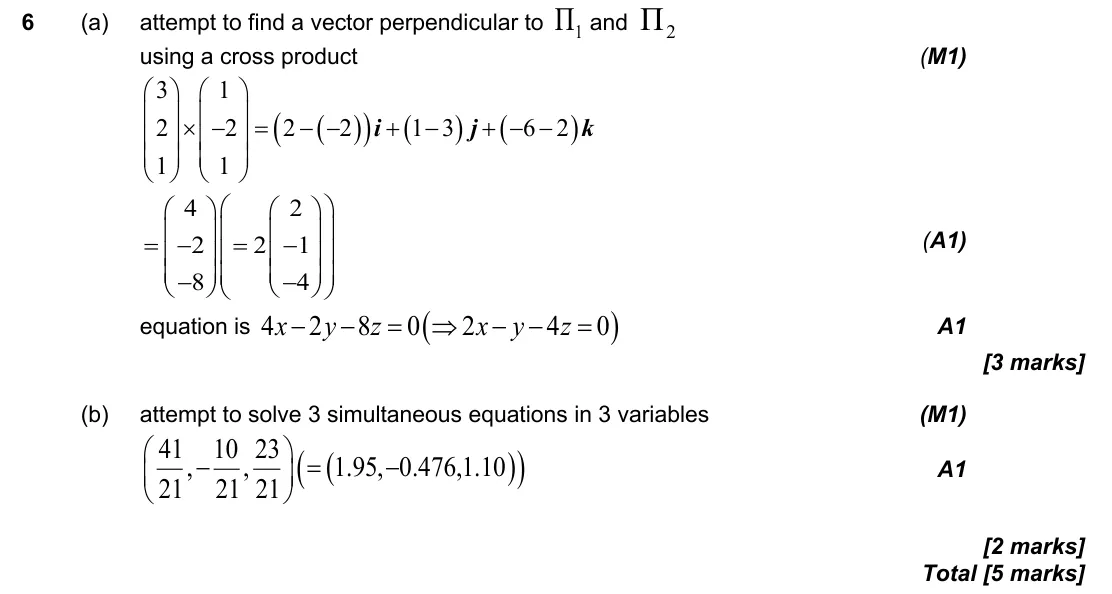 6 (a) attempt to find a vector perpendicular to Π₁ and Π₂
using a cross product (M1)
(3 2 1) × (1 −2 1) = (2−(−2))i + (1−3)j + (−6−2)k
= (4 −2 −8) (= 2(2 −1 −4)) (A1)
equation is 4x−2y−8z=0(⇒2x−y−4z=0) A1
[3 marks]
(b) attempt to solve 3 simultaneous equations in 3 variables (M1)
(41/21, −10/21, 23/21)(=(1.95,−0.476,1.10)) A1
[2 marks]
Total [5 marks]